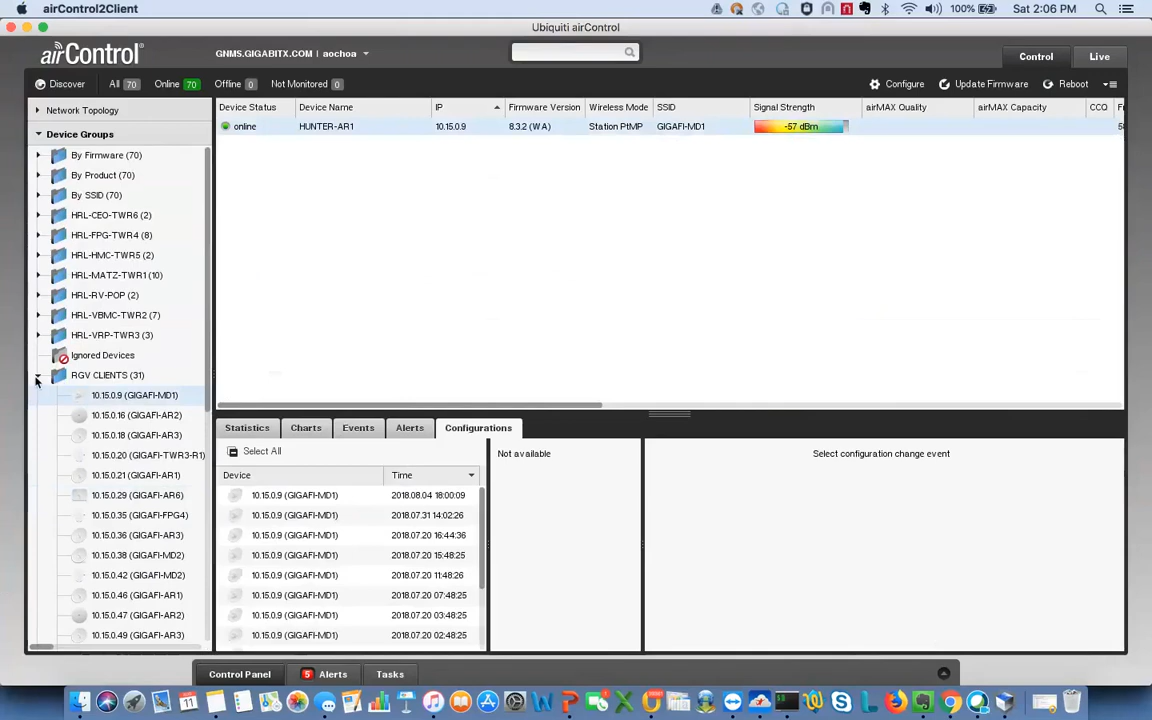 airControl2Client
100%
Sat 2:06 PM
Ubiquiti airControl
airControl
GNMS.GIGABITX.COM | aochoa
Control
Live
Discover
All 70
Online 70
Offline 0
Not Monitored 0
Configure
Update Firmware
Reboot
Network Topology
Device Groups
By Firmware (70)
By Product (70)
By SSID (70)
HRL-CEO-TWR6 (2)
HRL-FPG-TWR4 (8)
HRL-HMC-TWR5 (2)
HRL-MATZ-TWR1 (10)
HRL-RV-POP (2)
HRL-VBMC-TWR2 (7)
HRL-VRP-TWR3 (3)
Ignored Devices
RGV CLIENTS (31)
10.15.0.9 (GIGAFI-MD1)
10.15.0.16 (GIGAFI-AR2)
10.15.0.18 (GIGAFI-AR3)
10.15.0.20 (GIGAFI-TWR3-R1)
10.15.0.21 (GIGAFI-AR1)
10.15.0.29 (GIGAFI-AR6)
10.15.0.35 (GIGAFI-FPG4)
10.15.0.36 (GIGAFI-AR3)
10.15.0.38 (GIGAFI-MD2)
10.15.0.42 (GIGAFI-MD2)
10.15.0.46 (GIGAFI-AR1)
10.15.0.47 (GIGAFI-AR2)
10.15.0.49 (GIGAFI-AR3)
Device Status Device Name IP Firmware Version Wireless Mode SSID Signal Strength airMAX Quality airMAX Capacity CCQ
online HUNTER-AR1 10.15.0.9 8.3.2 (WA) Station PtMP GIGAFI-MD1 -57 dBm
Statistics
Charts
Events
Alerts
Configurations
Select All
Device Time
10.15.0.9 (GIGAFI-MD1) 2018.08.04 18:00:09
10.15.0.9 (GIGAFI-MD1) 2018.07.31 14:02:26
10.15.0.9 (GIGAFI-MD1) 2018.07.20 16:44:36
10.15.0.9 (GIGAFI-MD1) 2018.07.20 15:48:25
10.15.0.9 (GIGAFI-MD1) 2018.07.20 11:48:26
10.15.0.9 (GIGAFI-MD1) 2018.07.20 07:48:25
10.15.0.9 (GIGAFI-MD1) 2018.07.20 03:48:25
10.15.0.9 (GIGAFI-MD1) 2018.07.20 02:48:25
Not available
Select configuration change event
Control Panel
5 Alerts
Tasks